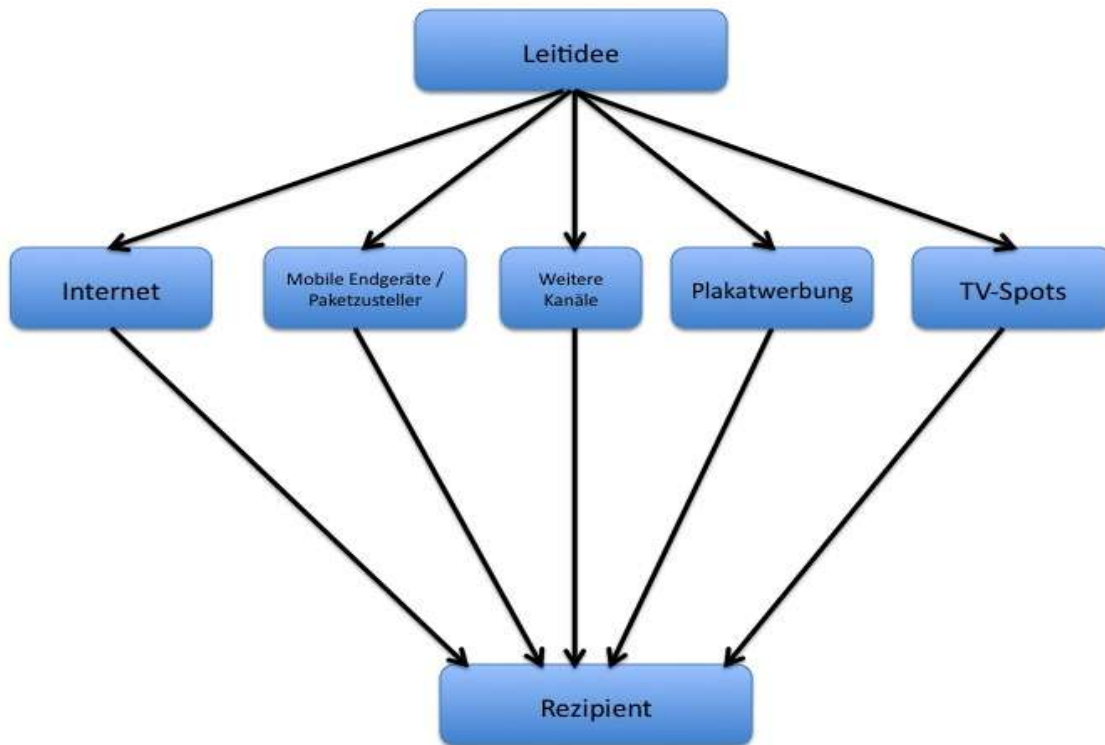 Leitidee
Internet
Mobile Endgeräte /
Paketzusteller
Weitere
Kanäle
Plakatwerbung
TV-Spots
Rezipient